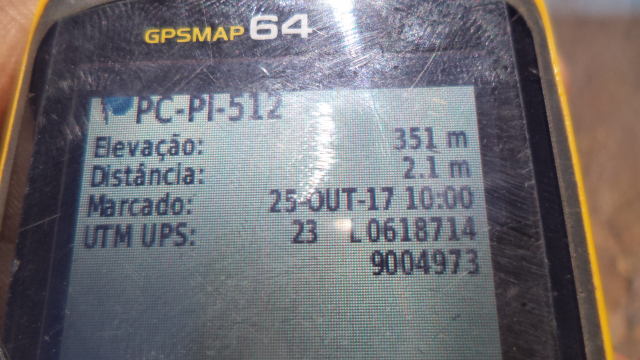 GPSMAP 64
PC-PI-512
Elevação: 351 m
Distância: 2.1 m
Marcado: 25-OUT-17 10:00
UTM UPS: 23 L 0618714
9004973